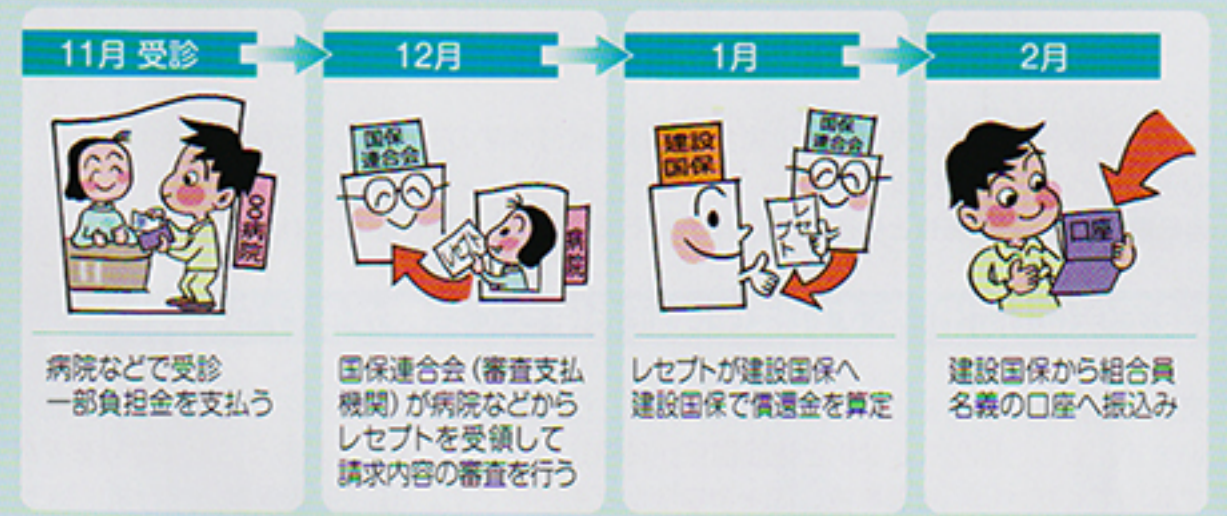 11月 受診
12月
1月
2月
〇〇病院
国保
連合会
病院
建設
国保
国保
連合会
レセプト
口座
病院などで受診
一部負担金を支払う
国保連合会(審査支払
機関)が病院などから
レセプトを受領して
請求内容の審査を行う
レセプトが建設国保へ
建設国保で償還金を算定
建設国保から組合員
名義の口座へ振込み